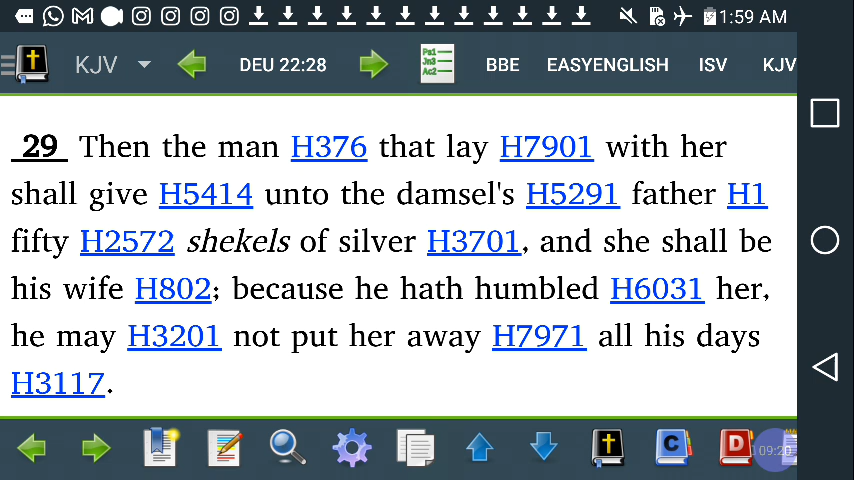 1:59 AM
KJV DEU 22:28 BBE EASYENGLISH ISV KJV
29 Then the man H376 that lay H7901 with her
shall give H5414 unto the damsel's H5291 father H1
fifty H2572 shekels of silver H3701, and she shall be
his wife H802; because he hath humbled H6031 her,
he may H3201 not put her away H7971 all his days
H3117.
C D 09:20